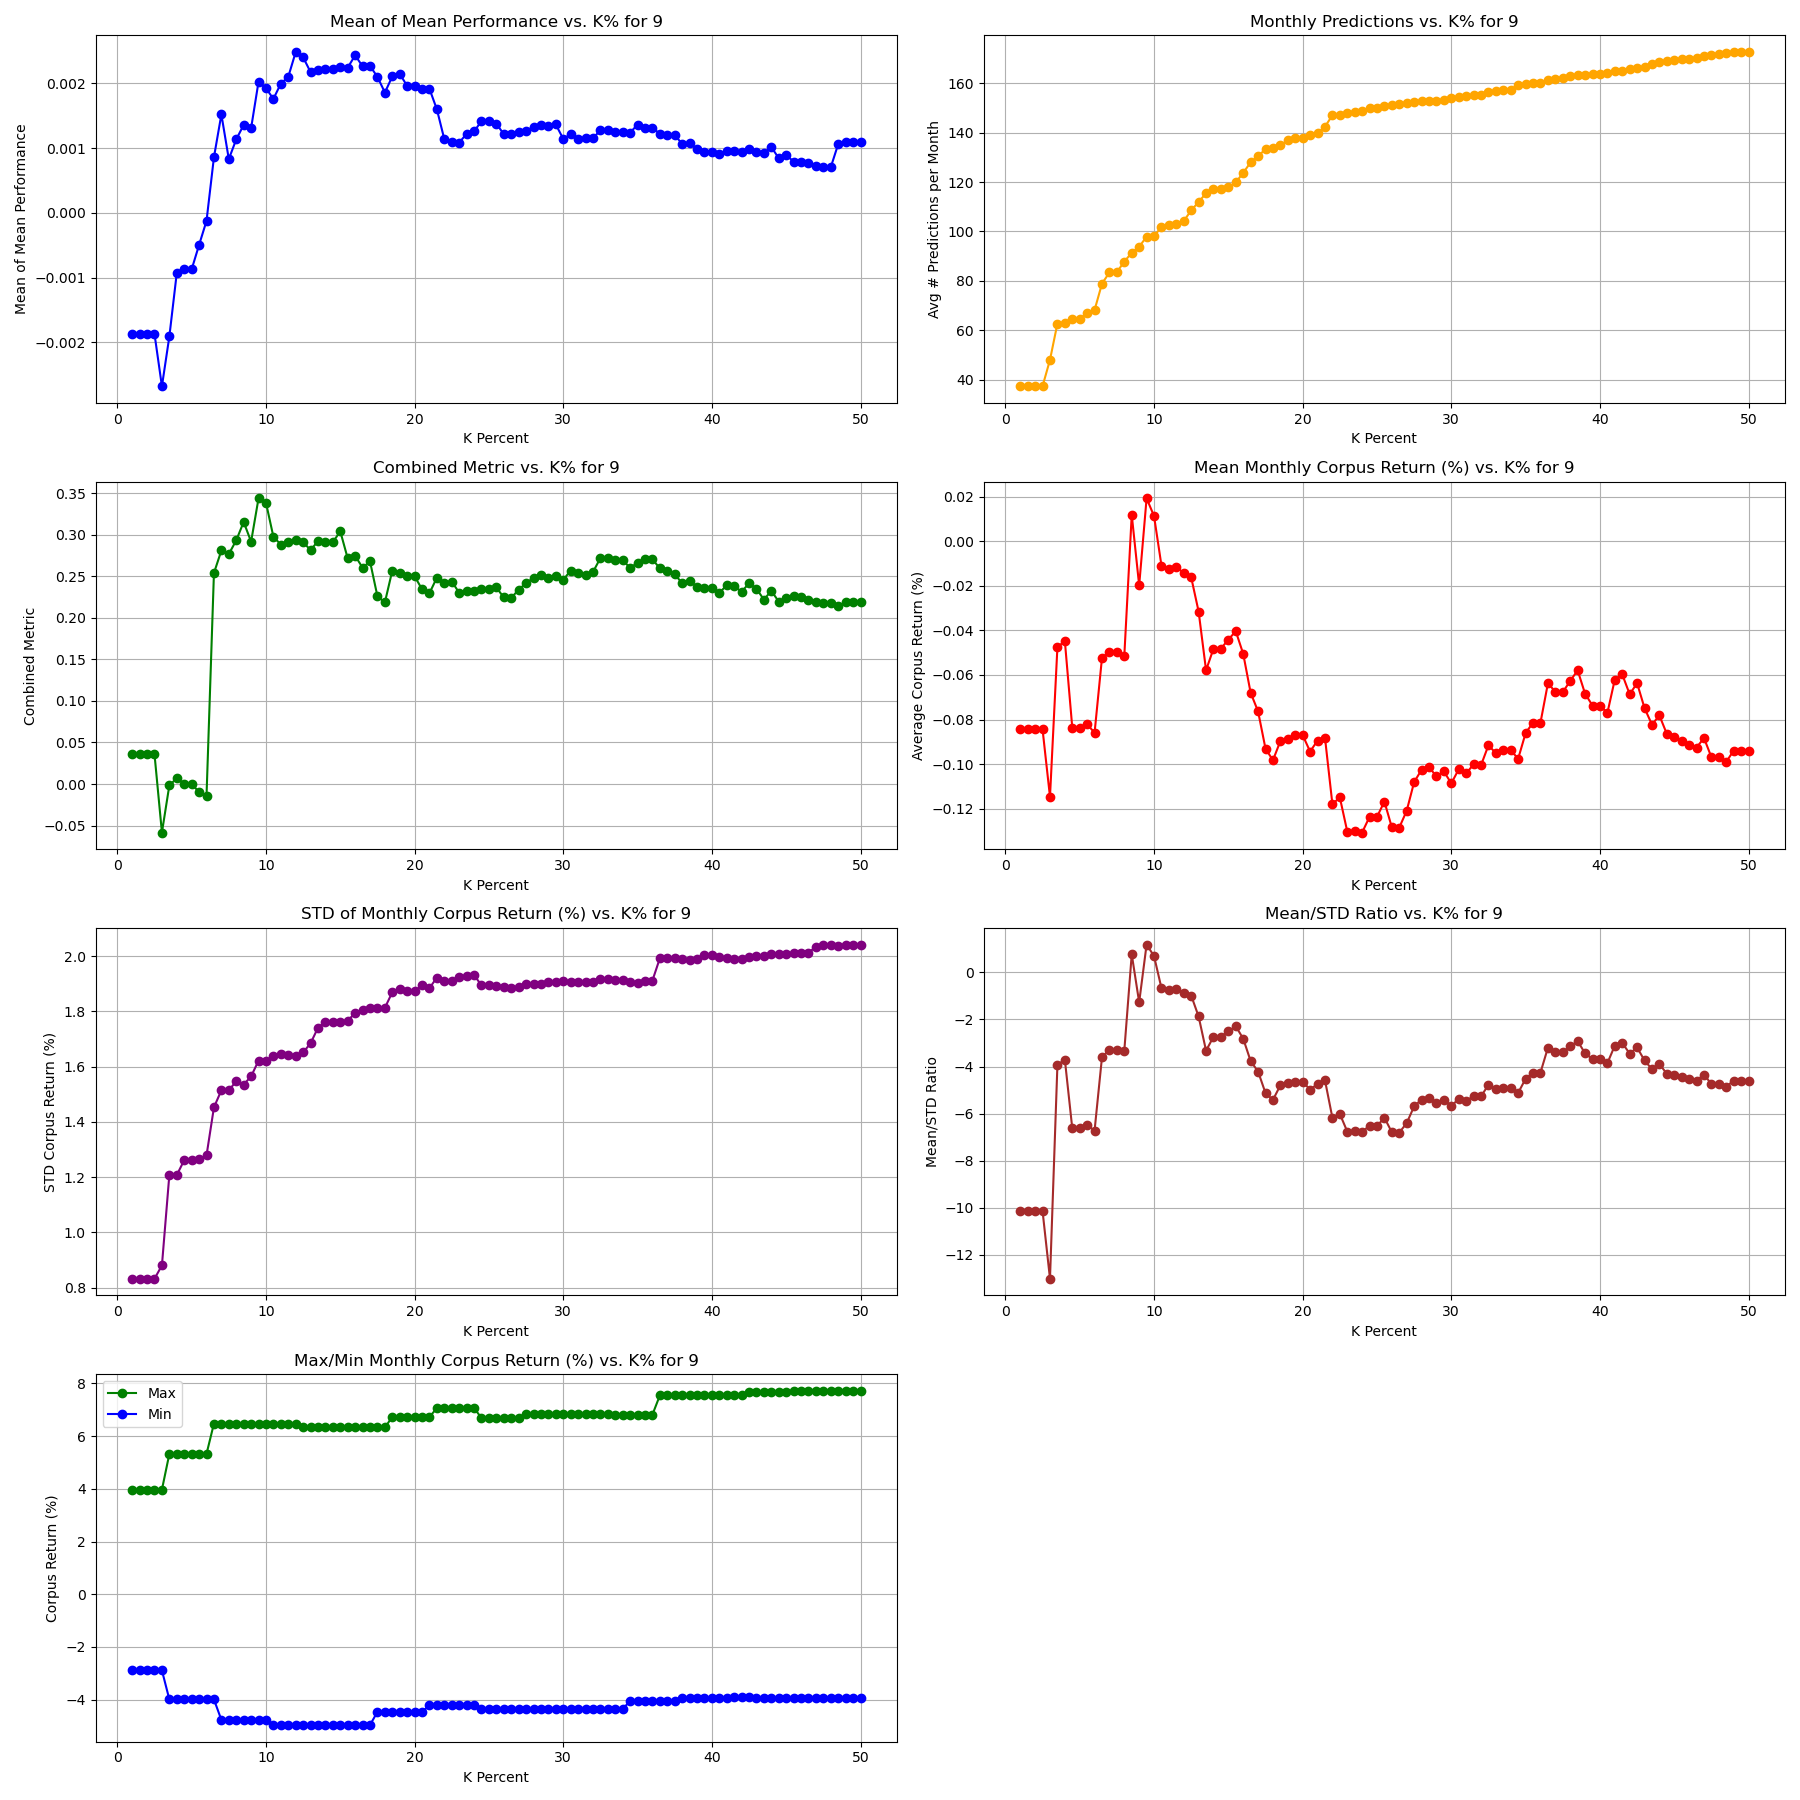 Mean of Mean Performance vs. K% for 9
Mean of Mean Performance
0.002
0.001
0.000
−0.001
−0.002
0 10 20 30 40 50
K Percent
Monthly Predictions vs. K% for 9
Avg # Predictions per Month
160
140
120
100
80
60
40
0 10 20 30 40 50
K Percent
Combined Metric vs. K% for 9
Combined Metric
0.35
0.30
0.25
0.20
0.15
0.10
0.05
0.00
−0.05
0 10 20 30 40 50
K Percent
Mean Monthly Corpus Return (%) vs. K% for 9
Average Corpus Return (%)
0.02
0.00
−0.02
−0.04
−0.06
−0.08
−0.10
−0.12
0 10 20 30 40 50
K Percent
STD of Monthly Corpus Return (%) vs. K% for 9
STD Corpus Return (%)
2.0
1.8
1.6
1.4
1.2
1.0
0.8
0 10 20 30 40 50
K Percent
Mean/STD Ratio vs. K% for 9
Mean/STD Ratio
0
−2
−4
−6
−8
−10
−12
0 10 20 30 40 50
K Percent
Max/Min Monthly Corpus Return (%) vs. K% for 9
Corpus Return (%)
8
6
4
2
0
−2
−4
Max
Min
0 10 20 30 40 50
K Percent